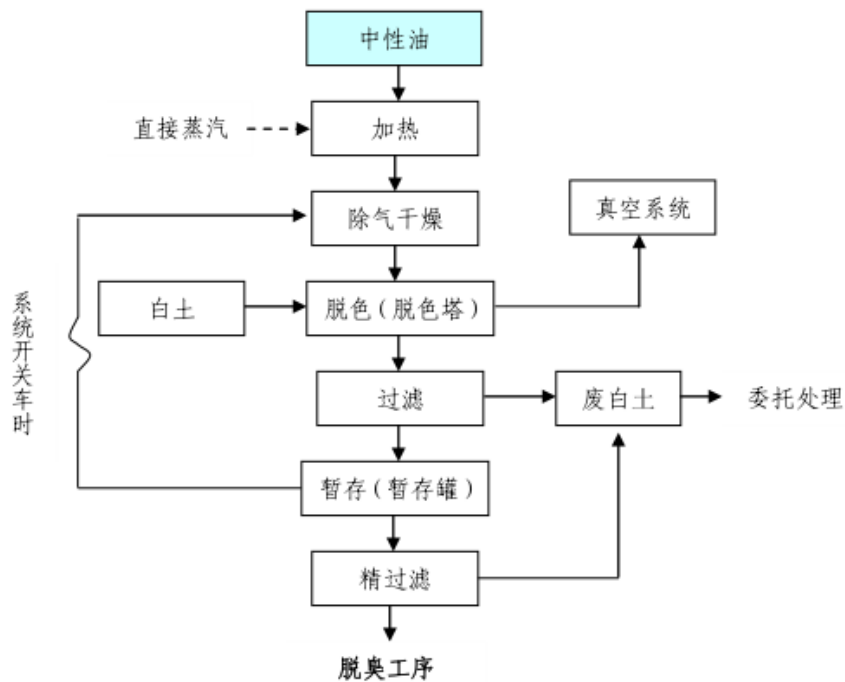 中性油
直接蒸汽
加热
除气干燥
真空系统
白土
脱色(脱色塔)
系统开关车时
过滤
废白土
委托处理
暂存(暂存罐)
精过滤
脱臭工序